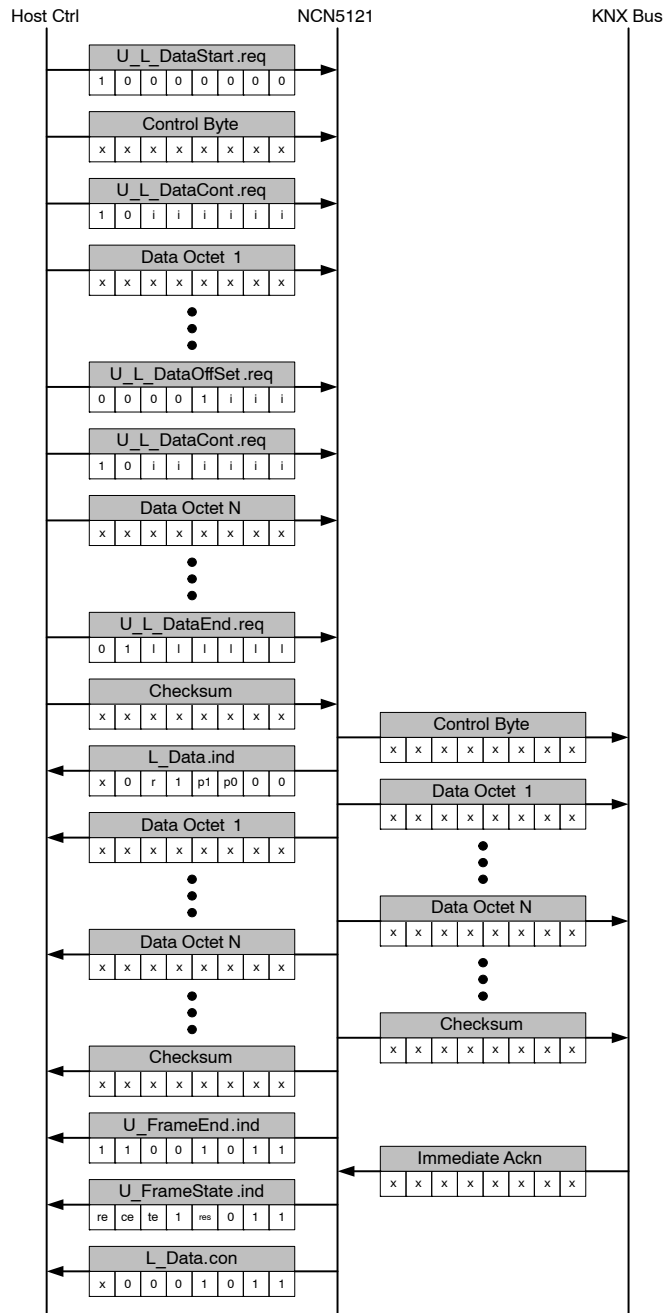 Host Ctrl NCN5121 KNX Bus
U_L_DataStart.req
1 0 0 0 0 0 0 0
Control Byte
x x x x x x x x
U_L_DataCont.req
1 0 i i i i i i
Data Octet 1
x x x x x x x x
U_L_DataOffSet.req
0 0 0 0 1 i i i
U_L_DataCont.req
1 0 i i i i i i
Data Octet N
x x x x x x x x
U_L_DataEnd.req
0 1 l l l l l l
Checksum
x x x x x x x x
Control Byte
x x x x x x x x
L_Data.ind
x 0 r 1 p1 p0 0 0
Data Octet 1
x x x x x x x x
Data Octet 1
x x x x x x x x
Data Octet N
x x x x x x x x
Data Octet N
x x x x x x x x
Checksum
x x x x x x x x
Checksum
x x x x x x x x
U_FrameEnd.ind
1 1 0 0 1 0 1 1
Immediate Ackn
x x x x x x x x
U_FrameState.ind
re ce te 1 res 0 1 1
L_Data.con
x 0 0 0 1 0 1 1